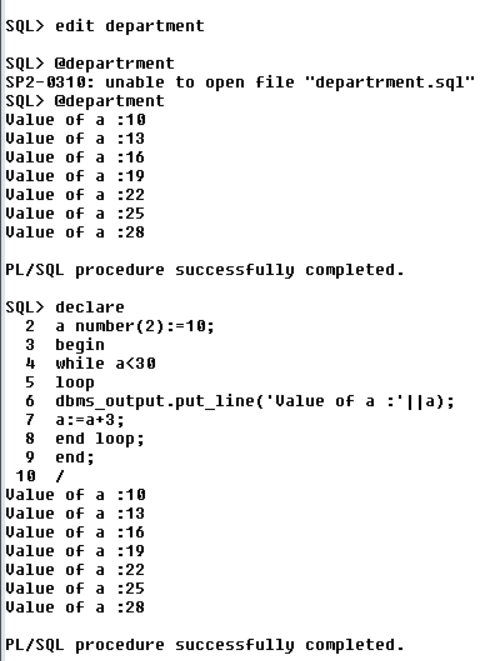 SQL> edit department
SQL> @departrment
SP2-0310: unable to open file "departrment.sql"
SQL> @department
Value of a :10
Value of a :13
Value of a :16
Value of a :19
Value of a :22
Value of a :25
Value of a :28
PL/SQL procedure successfully completed.
SQL> declare
2 a number(2):=10;
3 begin
4 while a<30
5 loop
6 dbms_output.put_line('Value of a :'||a);
7 a:=a+3;
8 end loop;
9 end;
10 /
Value of a :10
Value of a :13
Value of a :16
Value of a :19
Value of a :22
Value of a :25
Value of a :28
PL/SQL procedure successfully completed.